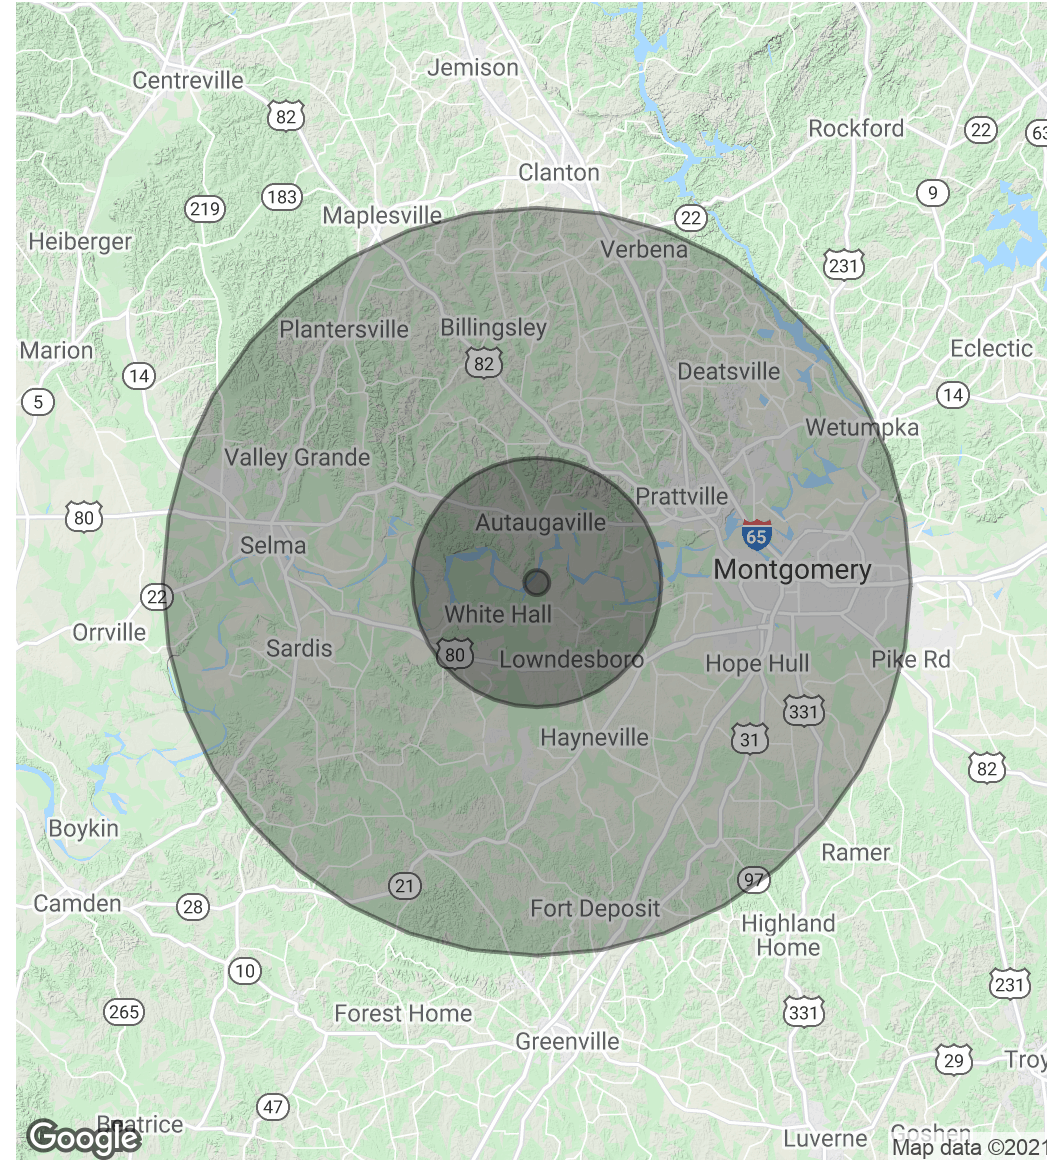 Jemison
Centreville
82
Rockford
22
63
Clanton
183
9
219
Maplesville
22
Heiberger
Verbena
231
Plantersville
Billingsley
Marion
Eclectic
82
Deatsville
14
14
5
Wetumpka
Valley Grande
Prattville
80
Autaugaville
65
Selma
Montgomery
22
White Hall
Orrville
Sardis
80
Lowndesboro
Hope Hull
Pike Rd
331
Hayneville
31
82
Boykin
Ramer
97
21
Camden
28
Fort Deposit
Highland
Home
10
231
265
Forest Home
331
Greenville
29
Troy
47
Beatrice
Google
Luverne
Goshen
Map data ©2021